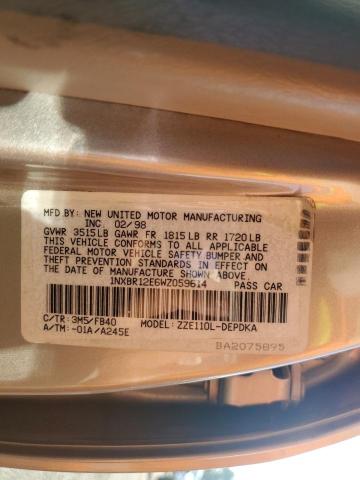 MFD.BY: NEW UNITED MOTOR MANUFACTURING
INC. 02/98
GVWR 3515LB GAWR FR 1815LB RR 1720LB
THIS VEHICLE CONFORMS TO ALL APPLICABLE
FEDERAL MOTOR VEHICLE SAFETY,BUMPER AND
THEFT PREVENTION STANDARDS IN EFFECT ON
THE DATE OF MANUFACTURE SHOWN ABOVE.
1NXBR12E6WZ059614 PASS CAR
C/TR: 3M5/FB40 MODEL: ZZE110L-DEPDKA
A/TM: -01A/A245E
BA2075895